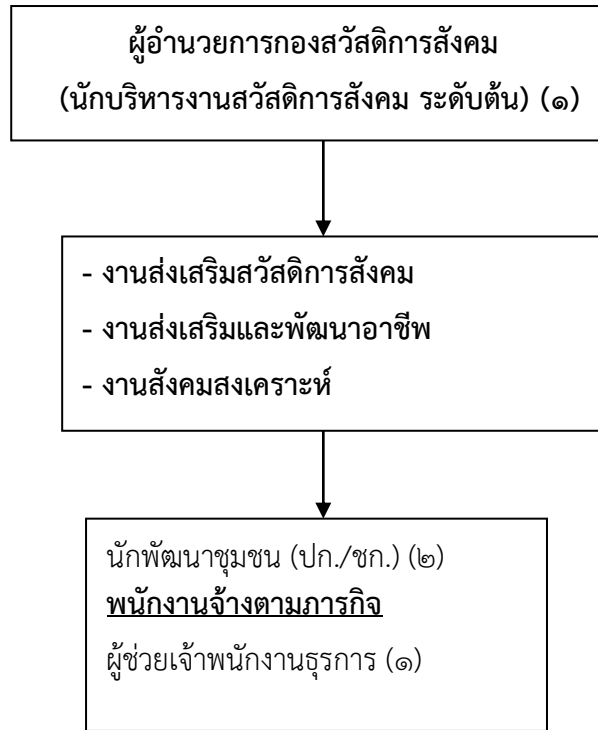 ผู้อำนวยการกองสวัสดิการสังคม
(นักบริหารงานสวัสดิการสังคม ระดับต้น) (๑)
- งานส่งเสริมสวัสดิการสังคม
- งานส่งเสริมและพัฒนาอาชีพ
- งานสังคมสงเคราะห์
นักพัฒนาชุมชน (ปก./ชก.) (๒)
พนักงานจ้างตามภารกิจ
ผู้ช่วยเจ้าพนักงานธุรการ (๑)